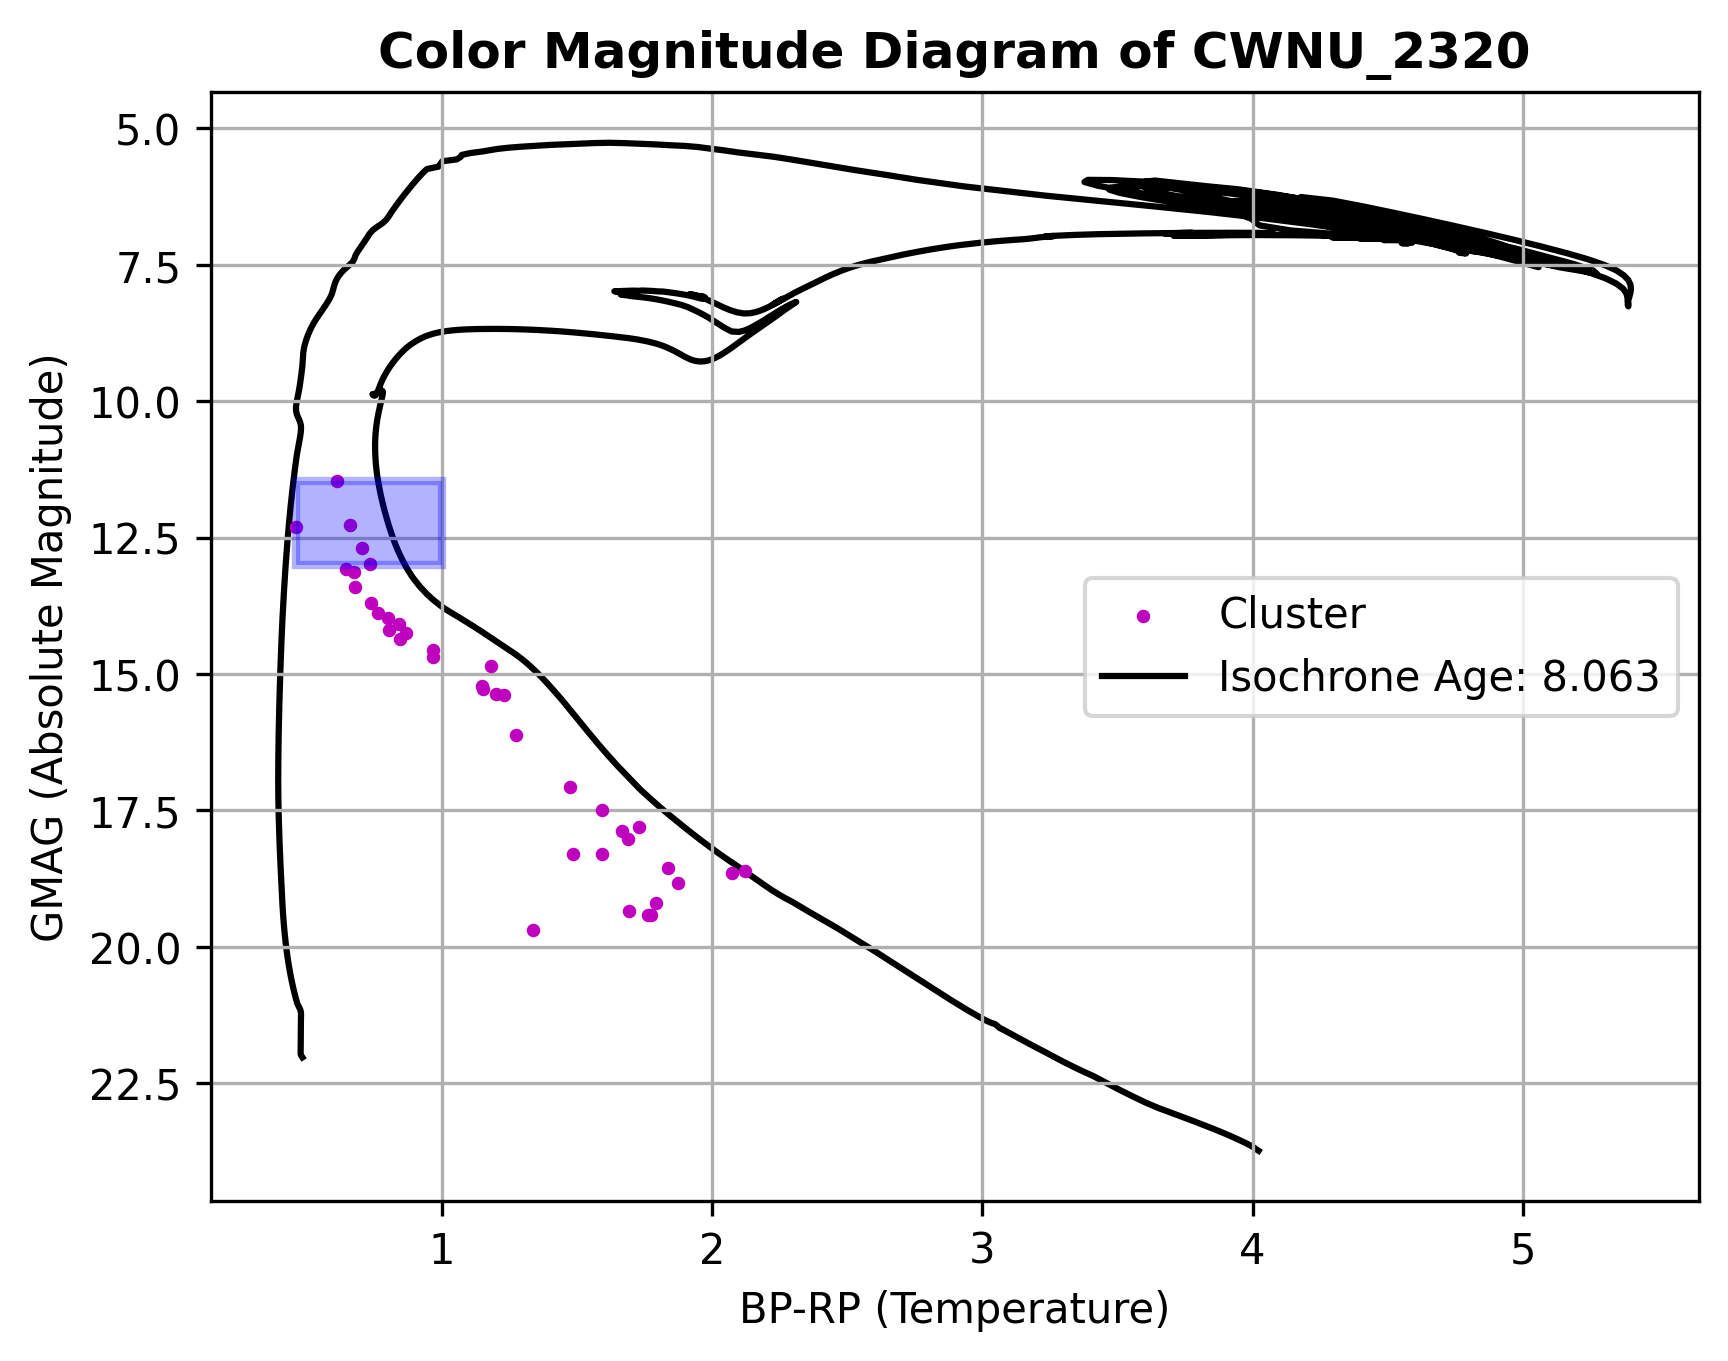 Color Magnitude Diagram of CWNU_2320
GMAG (Absolute Magnitude)
5.0
7.5
10.0
12.5
15.0
17.5
20.0
22.5
Cluster
Isochrone Age: 8.063
1 2 3 4 5
BP-RP (Temperature)